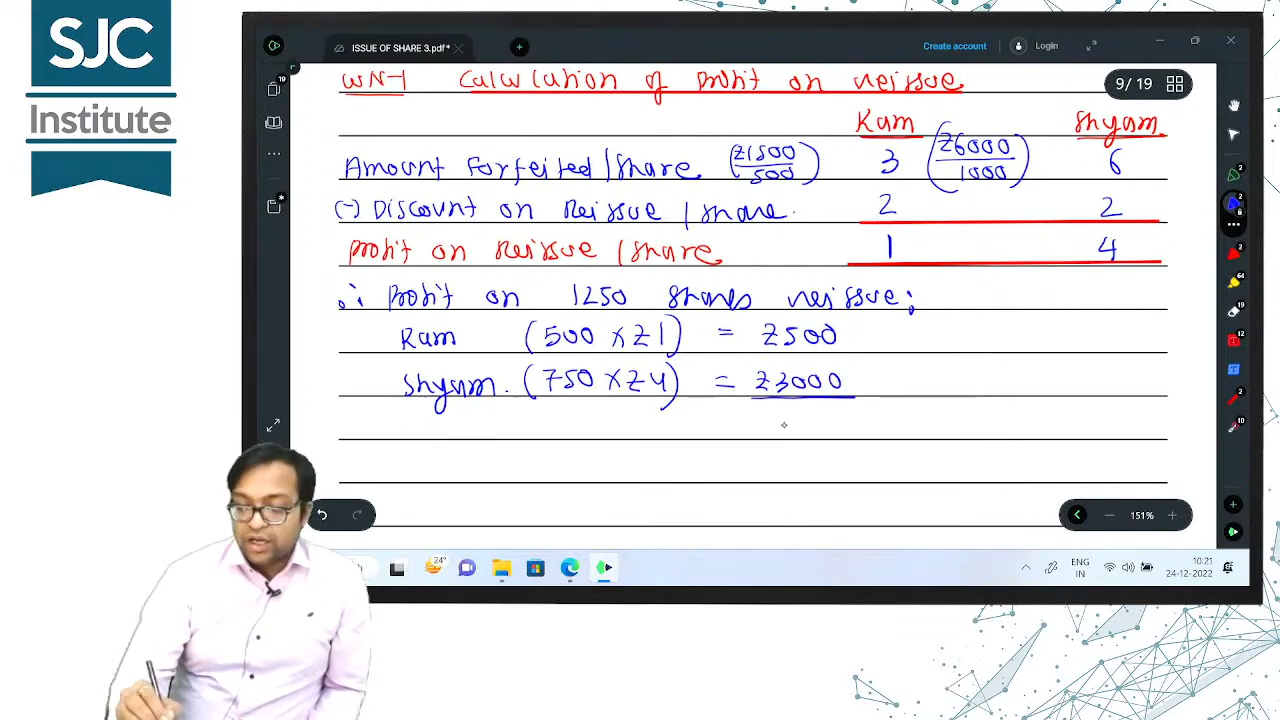 SJC
Institute
ISSUE OF SHARE 3.pdf*
Create account
Login
9/19
WN-1 Calculation of profit on reissue
Ram
Shyam
Amount Forfeited/share (₹1500/500) 3 (₹6000/1000) 6
(-) Discount on Reissue/share. 2 2
Profit on Reissue/share 1 4
∴ Profit on 1250 shares reissue;
Ram (500 × ₹1) = ₹500
Shyam. (750 × ₹4) = ₹3000
151%
24°
ENG
IN
10:21
24-12-2022